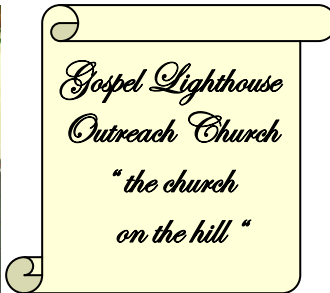 Gospel Lighthouse
Outreach Church
“ the church
on the hill “